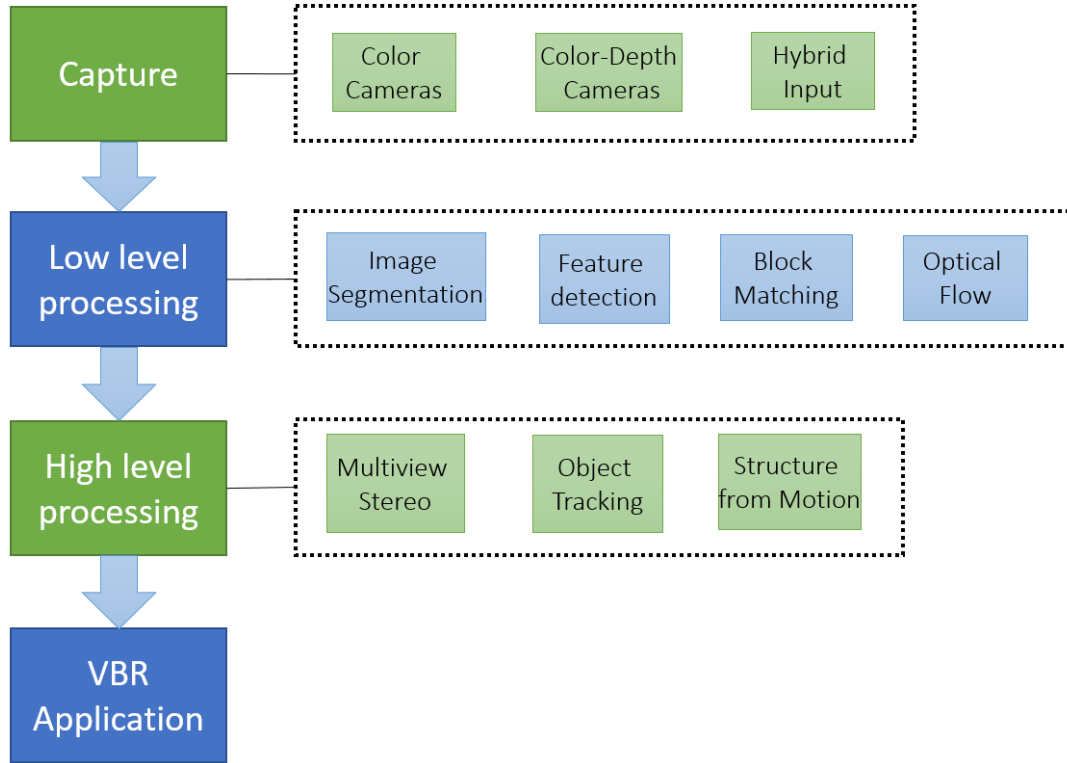 Capture
Color
Cameras
Color-Depth
Cameras
Hybrid
Input
Low level
processing
Image
Segmentation
Feature
detection
Block
Matching
Optical
Flow
High level
processing
Multiview
Stereo
Object
Tracking
Structure
from Motion
VBR
Application